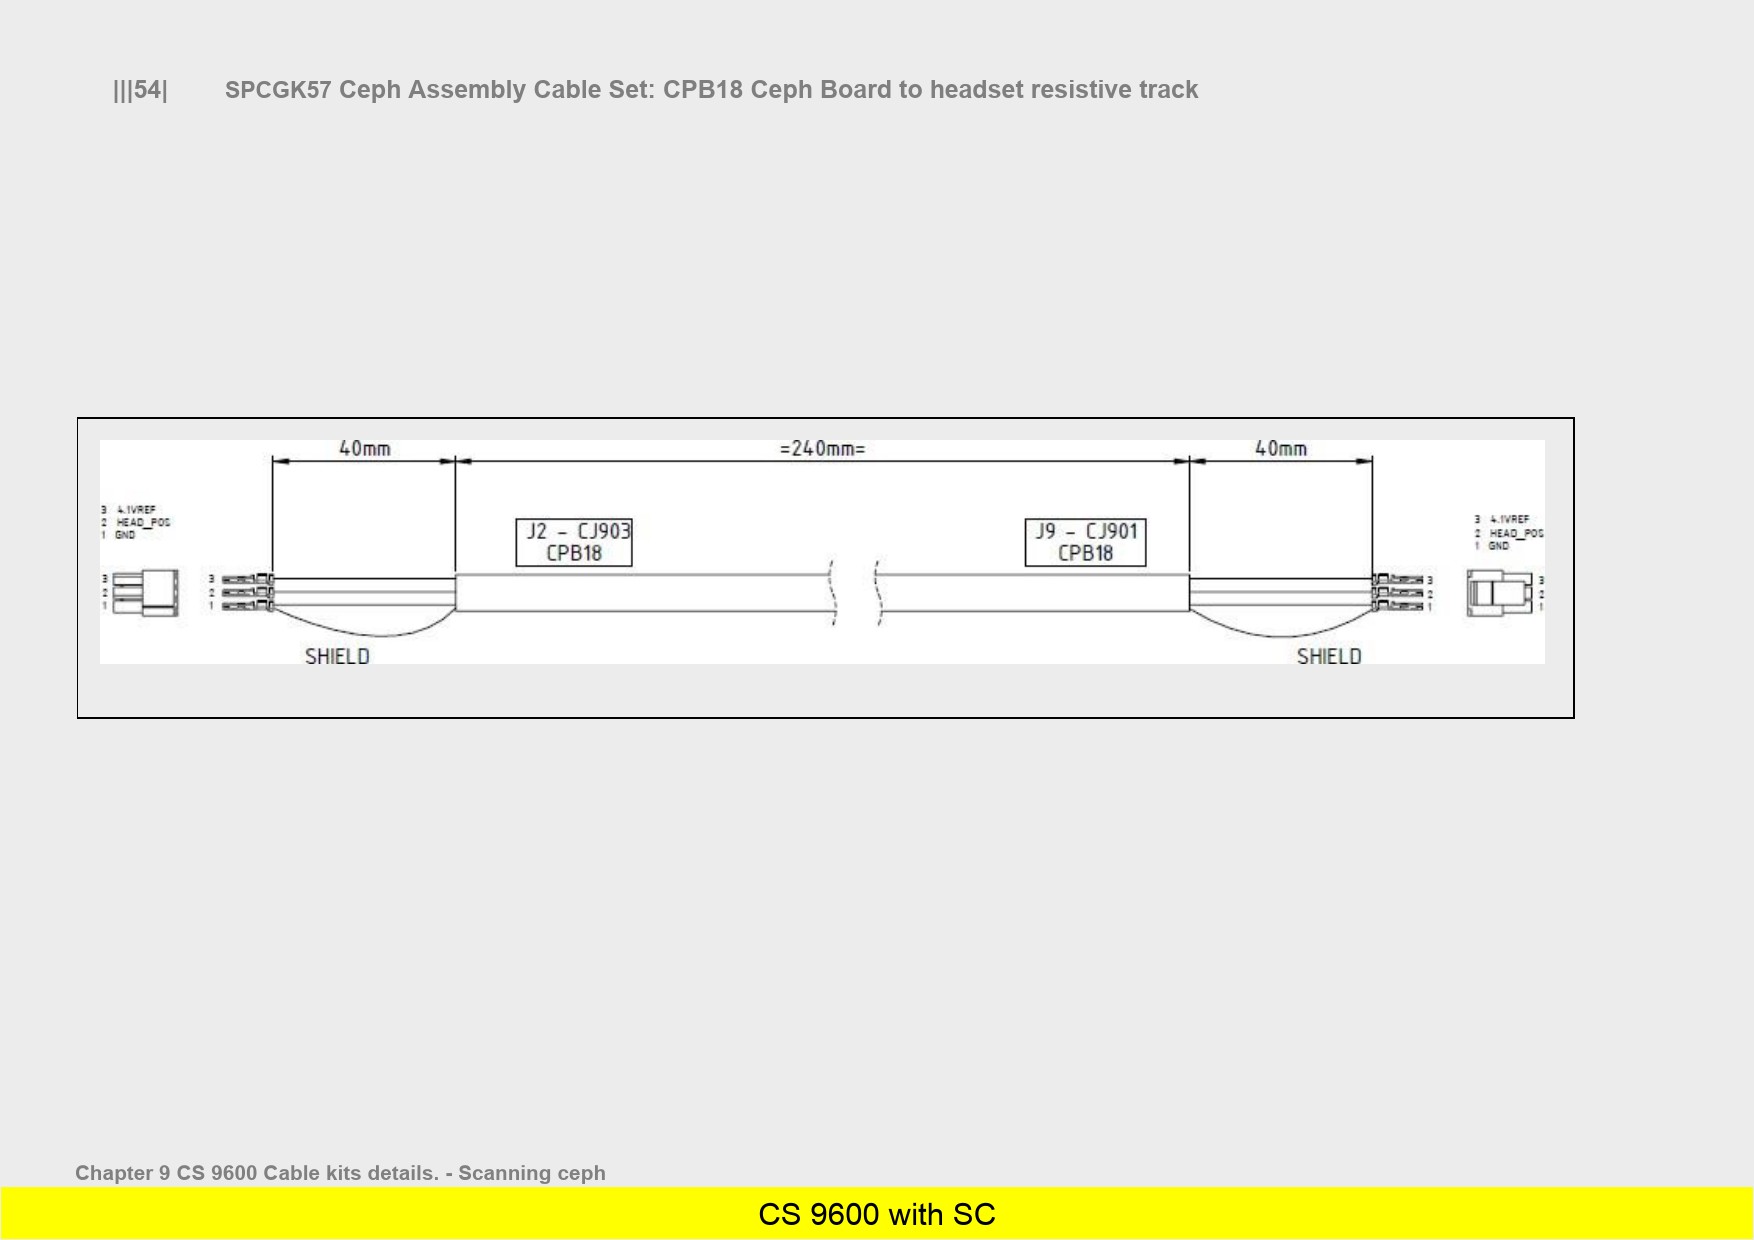 |||54| SPCGK57 Ceph Assembly Cable Set: CPB18 Ceph Board to headset resistive track
40mm =240mm= 40mm
3 4.1VREF
2 HEAD_POS
1 GND
J2 - CJ903
CPB18
J9 - CJ901
CPB18
3 4.1VREF
2 HEAD_POS
1 GND
3 3 3 3
2 2 2 2
1 1 1 1
SHIELD SHIELD
Chapter 9 CS 9600 Cable kits details. - Scanning ceph
CS 9600 with SC